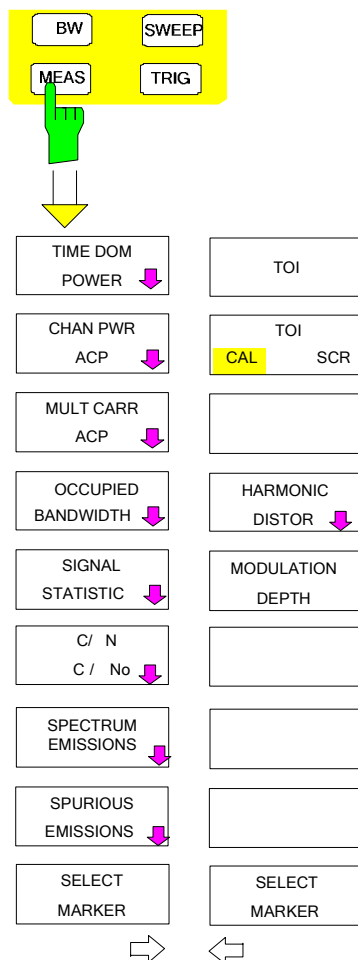 BW SWEEP
MEAS TRIG
TIME DOM
POWER
CHAN PWR
ACP
MULT CARR
ACP
OCCUPIED
BANDWIDTH
SIGNAL
STATISTIC
C/ N
C / No
SPECTRUM
EMISSIONS
SPURIOUS
EMISSIONS
SELECT
MARKER
TOI
TOI
CAL SCR
HARMONIC
DISTOR
MODULATION
DEPTH
SELECT
MARKER